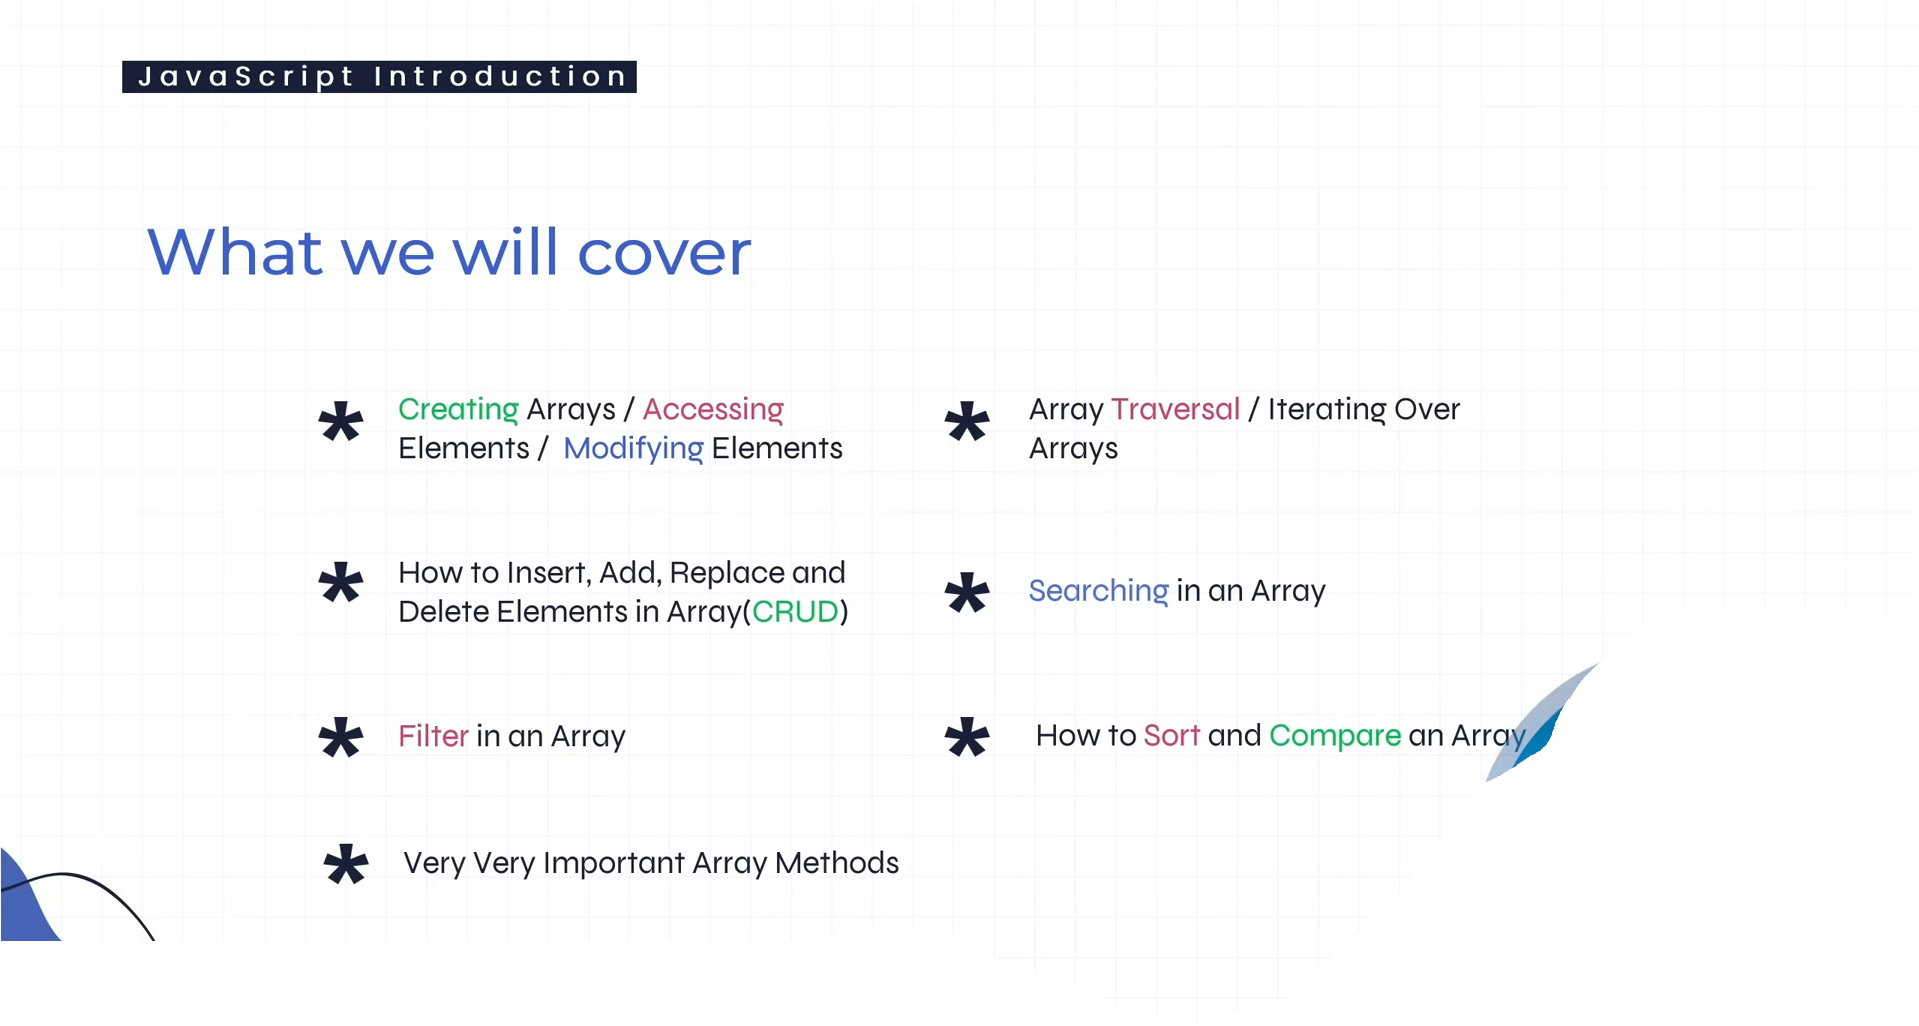 JavaScript Introduction
What we will cover
* Creating Arrays / Accessing
Elements / Modifying Elements
* Array Traversal / Iterating Over
Arrays
* How to Insert, Add, Replace and
Delete Elements in Array(CRUD)
* Searching in an Array
* Filter in an Array
* How to Sort and Compare an Array
* Very Very Important Array Methods